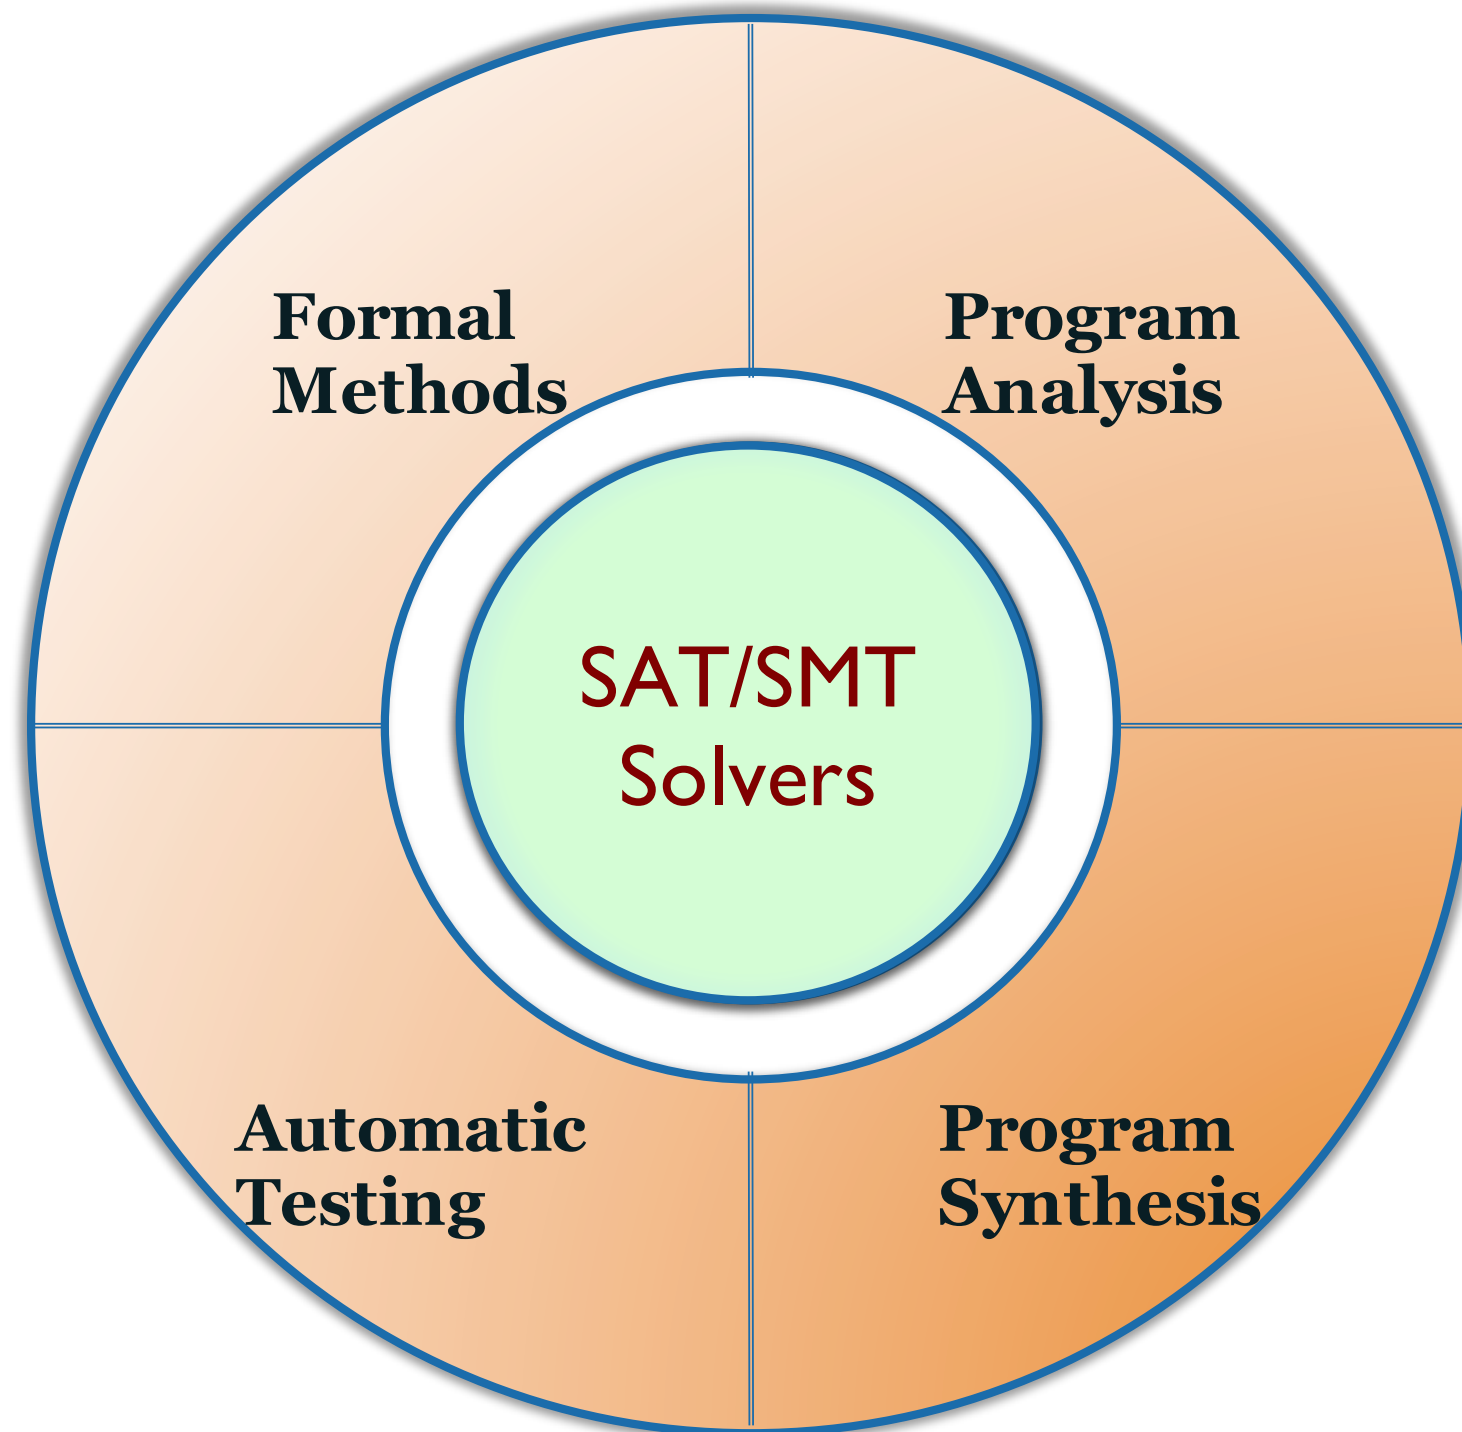 Formal
Methods
Program
Analysis
SAT/SMT
Solvers
Automatic
Testing
Program
Synthesis